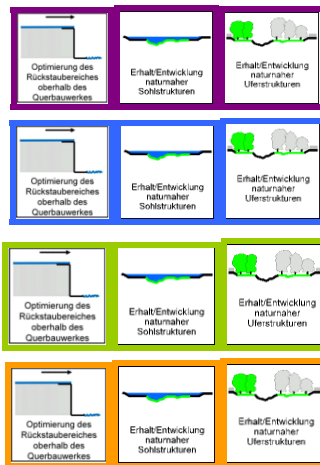 Optimierung des
Rückstaubereiches
oberhalb des
Querbauwerkes
Erhalt/Entwicklung
naturnaher
Sohlstrukturen
Erhalt/Entwicklung
naturnaher
Uferstrukturen
Optimierung des
Rückstaubereiches
oberhalb des
Querbauwerkes
Erhalt/Entwicklung
naturnaher
Sohlstrukturen
Erhalt/Entwicklung
naturnaher
Uferstrukturen
Optimierung des
Rückstaubereiches
oberhalb des
Querbauwerkes
Erhalt/Entwicklung
naturnaher
Sohlstrukturen
Erhalt/Entwicklung
naturnaher
Uferstrukturen
Optimierung des
Rückstaubereiches
oberhalb des
Querbauwerkes
Erhalt/Entwicklung
naturnaher
Sohlstrukturen
Erhalt/Entwicklung
naturnaher
Uferstrukturen